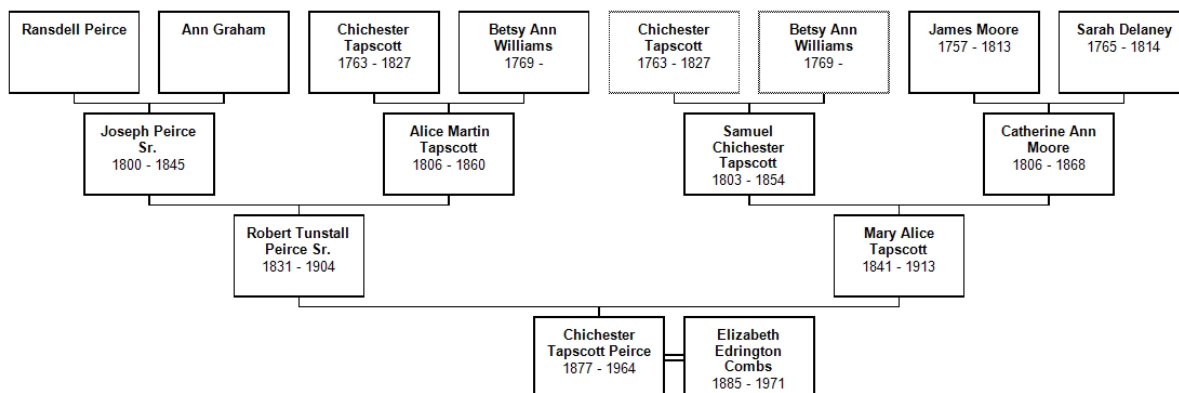 Ransdell Peirce
Ann Graham
Chichester
Tapscott
1763 - 1827
Betsy Ann
Williams
1769 -
Chichester
Tapscott
1763 - 1827
Betsy Ann
Williams
1769 -
James Moore
1757 - 1813
Sarah Delaney
1765 - 1814
Joseph Peirce
Sr.
1800 - 1845
Alice Martin
Tapscott
1806 - 1860
Samuel
Chichester
Tapscott
1803 - 1854
Catherine Ann
Moore
1806 - 1868
Robert Tunstall
Peirce Sr.
1831 - 1904
Mary Alice
Tapscott
1841 - 1913
Chichester
Tapscott Peirce
1877 - 1964
Elizabeth
Edrington
Combs
1885 - 1971